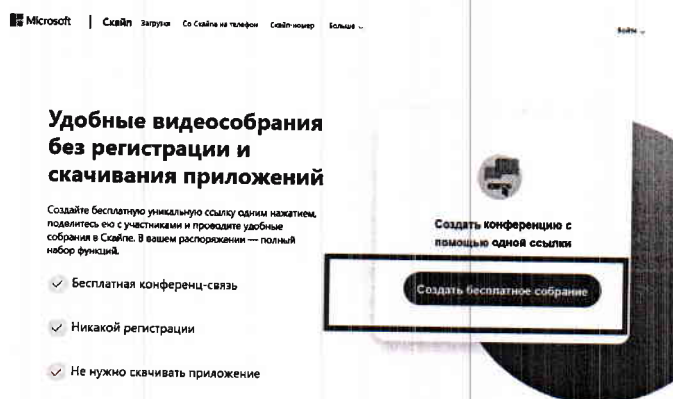 Microsoft | Скайп Загрузки Со Скайпа на телефон Скайп-номер Больше
Войти
Удобные видеособрания
без регистрации и
скачивания приложений
Создайте бесплатную уникальную ссылку одним нажатием,
поделитесь ею с участниками и проводите удобные
собрания в Скайпе. В вашем распоряжении — полный
набор функций.
Бесплатная конференц-связь
Никакой регистрации
Не нужно скачивать приложение
Создать конференцию с
помощью одной ссылки
Создать бесплатное собрание